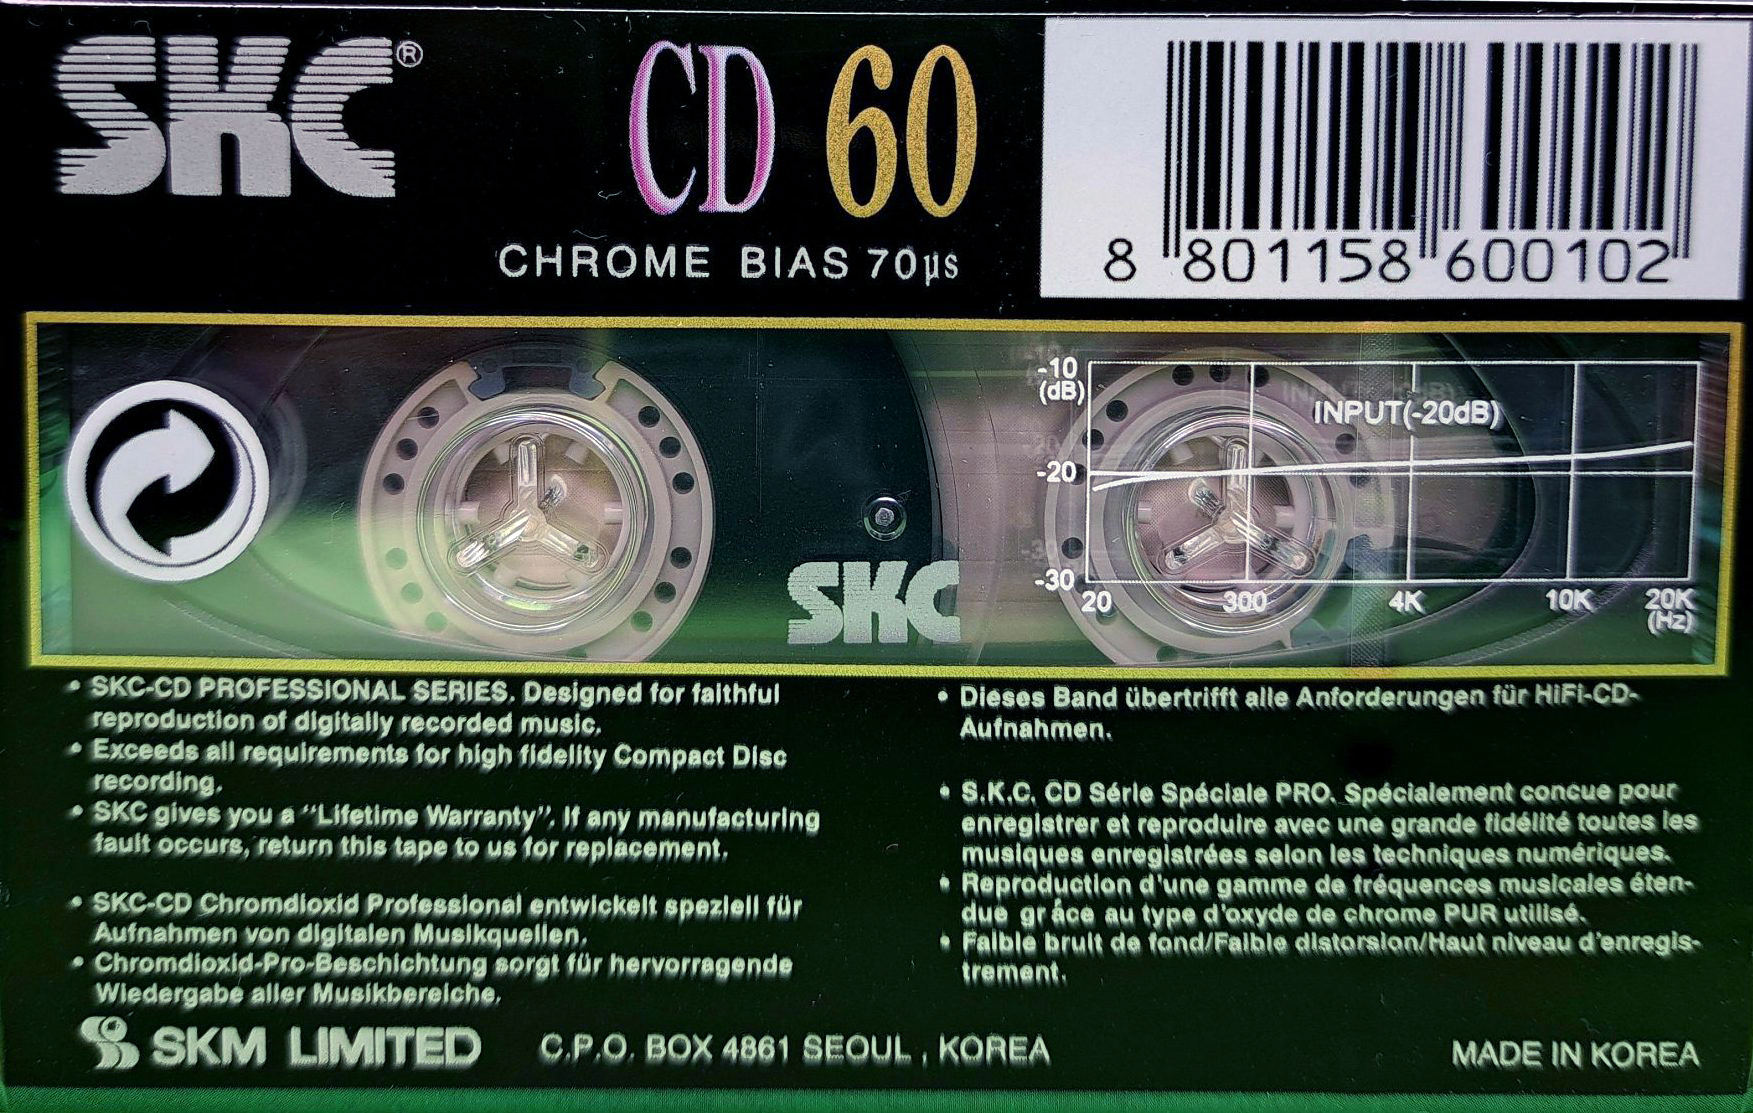 SKC®
CD 60
CHROME BIAS 70µs
8 801158 600102
-10
(dB)
INPUT(-20dB)
-20
-30
20 300 4K 10K 20K
(Hz)
SKC
• SKC-CD PROFESSIONAL SERIES. Designed for faithful
reproduction of digitally recorded music.
• Exceeds all requirements for high fidelity Compact Disc
recording.
• SKC gives you a "Lifetime Warranty". If any manufacturing
fault occurs, return this tape to us for replacement.
• SKC-CD Chromdioxid Professional entwickelt speziell für
Aufnahmen von digitalen Musikquellen.
• Chromdioxid-Pro-Beschichtung sorgt für hervorragende
Wiedergabe aller Musikbereiche.
• Dieses Band übertrifft alle Anforderungen für HiFi-CD-
Aufnahmen.
• S.K.C. CD Série Spéciale PRO. Spécialement concue pour
enregistrer et reproduire avec une grande fidélité toutes les
musiques enregistrées selon les techniques numériques.
• Reproduction d'une gamme de fréquences musicales éten-
due grâce au type d'oxyde de chrome PUR utilisé.
• Faible bruit de fond/Faible distorsion/Haut niveau d'enregis-
trement.
SKM LIMITED C.P.O. BOX 4861 SEOUL, KOREA
MADE IN KOREA